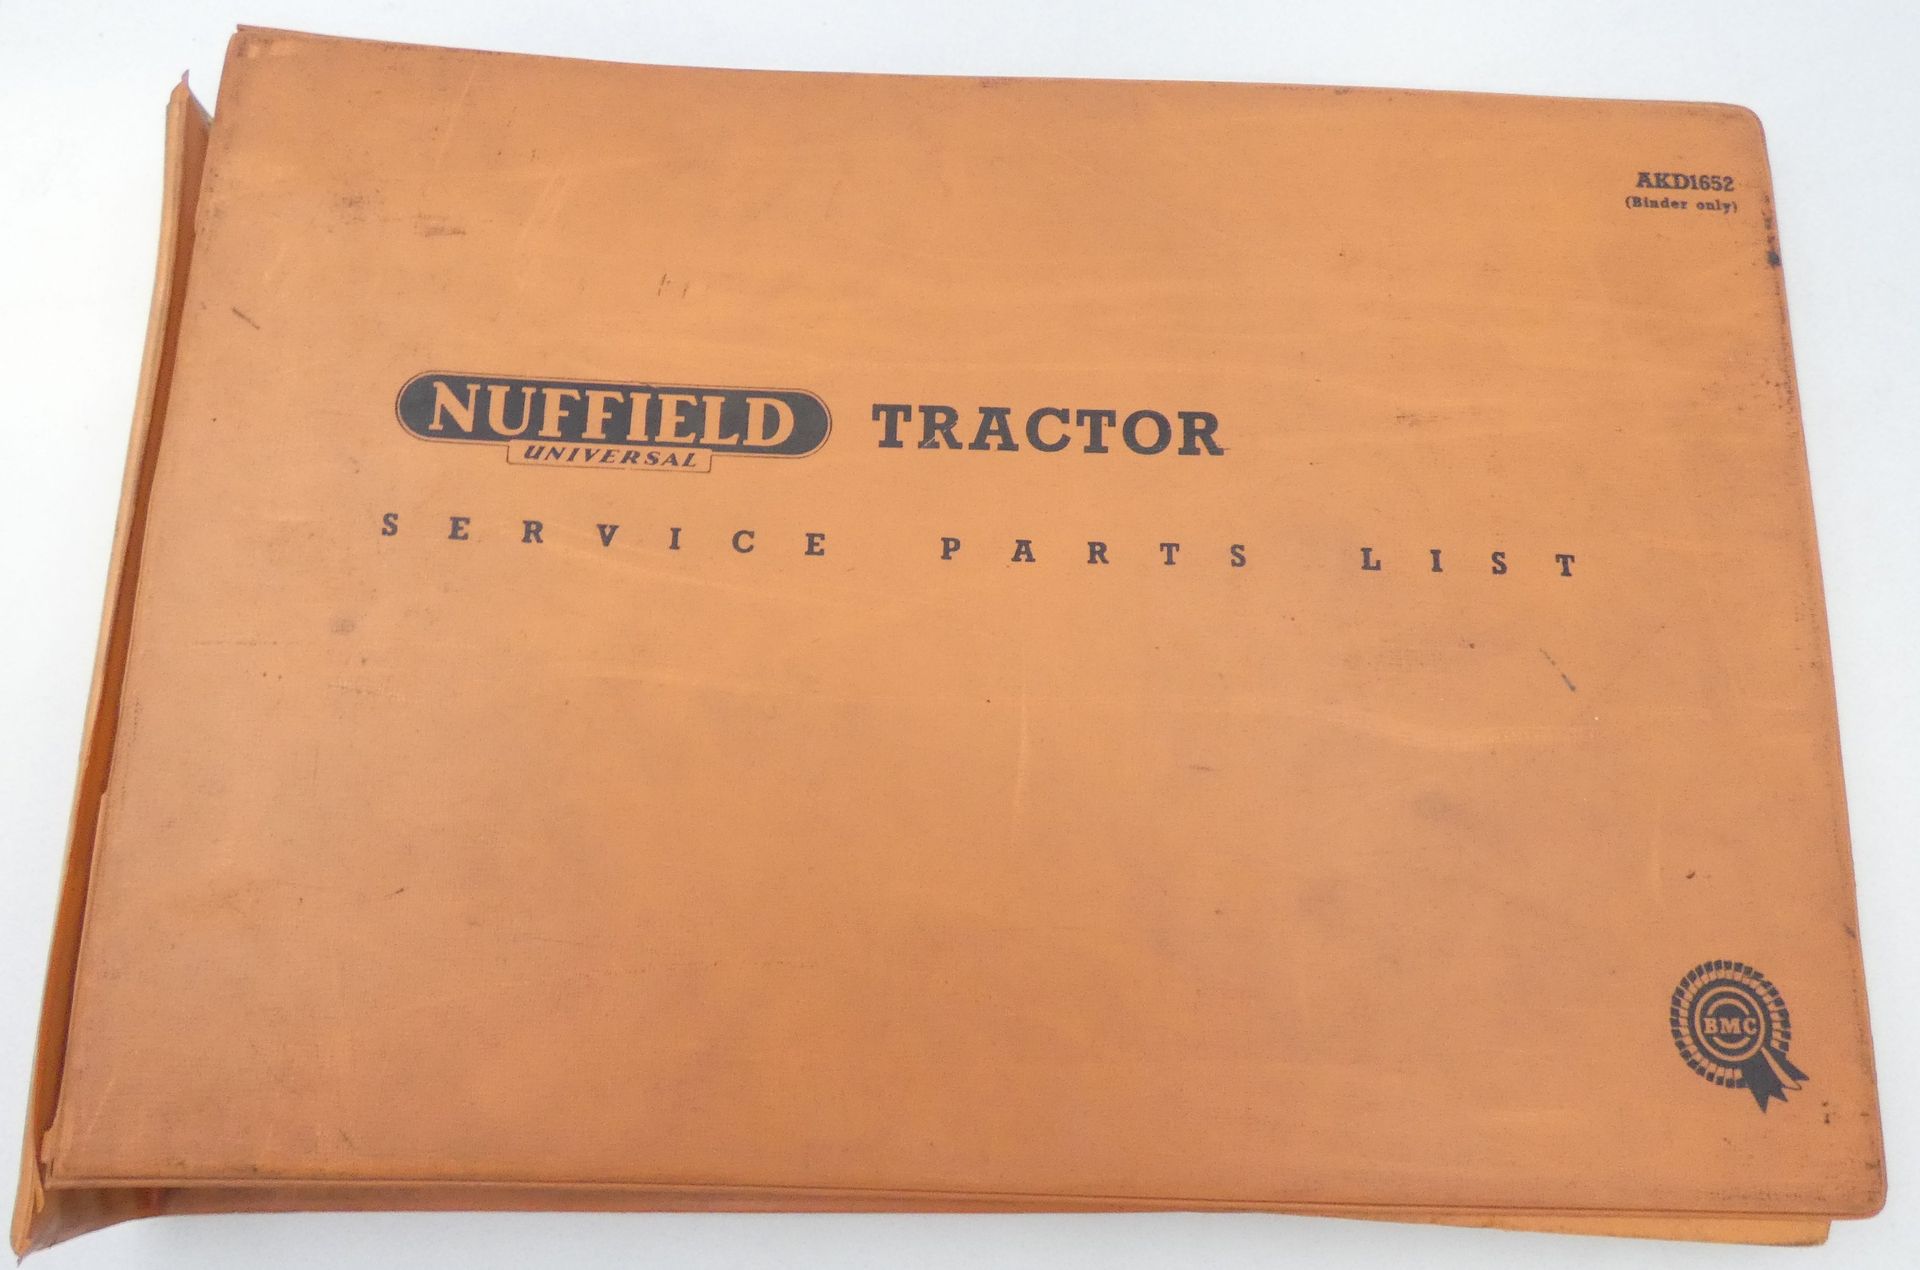 AKD1652
(Binder only)
NUFFIELD TRACTOR
UNIVERSAL
SERVICE PARTS LIST
BMC